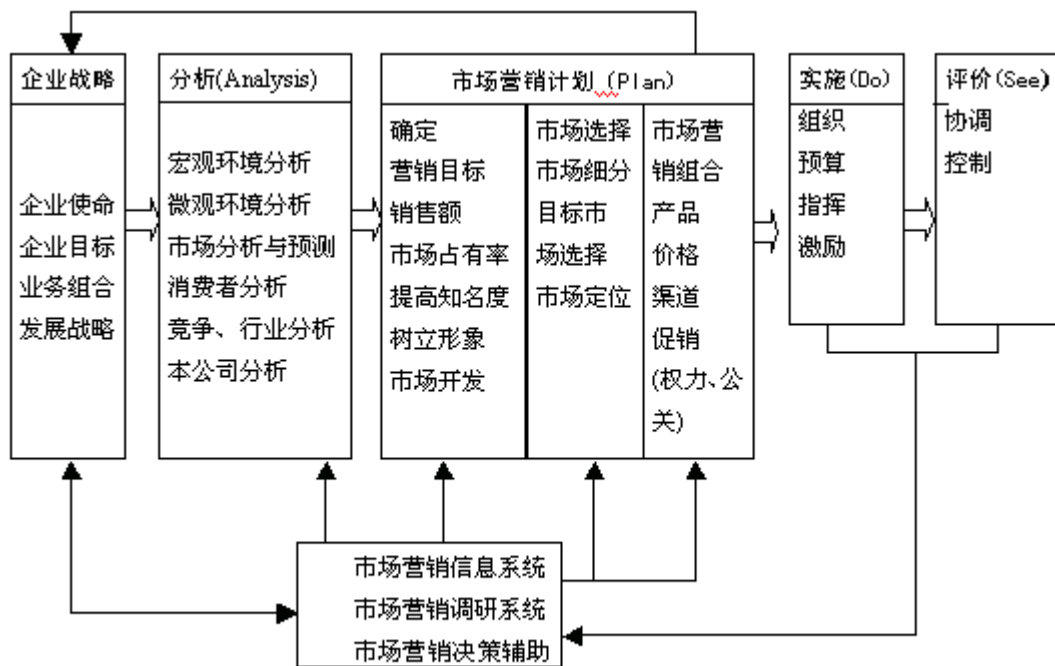 企业战略
企业使命
企业目标
业务组合
发展战略
分析(Analysis)
宏观环境分析
微观环境分析
市场分析与预测
消费者分析
竞争、行业分析
本公司分析
市场营销计划 (Plan)
确定
营销目标
销售额
市场占有率
提高知名度
树立形象
市场开发
市场选择
市场细分
目标市
场选择
市场定位
市场营
销组合
产品
价格
渠道
促销
(权力、公
关)
实施(Do)
组织
预算
指挥
激励
评价(See)
协调
控制
市场营销信息系统
市场营销调研系统
市场营销决策辅助